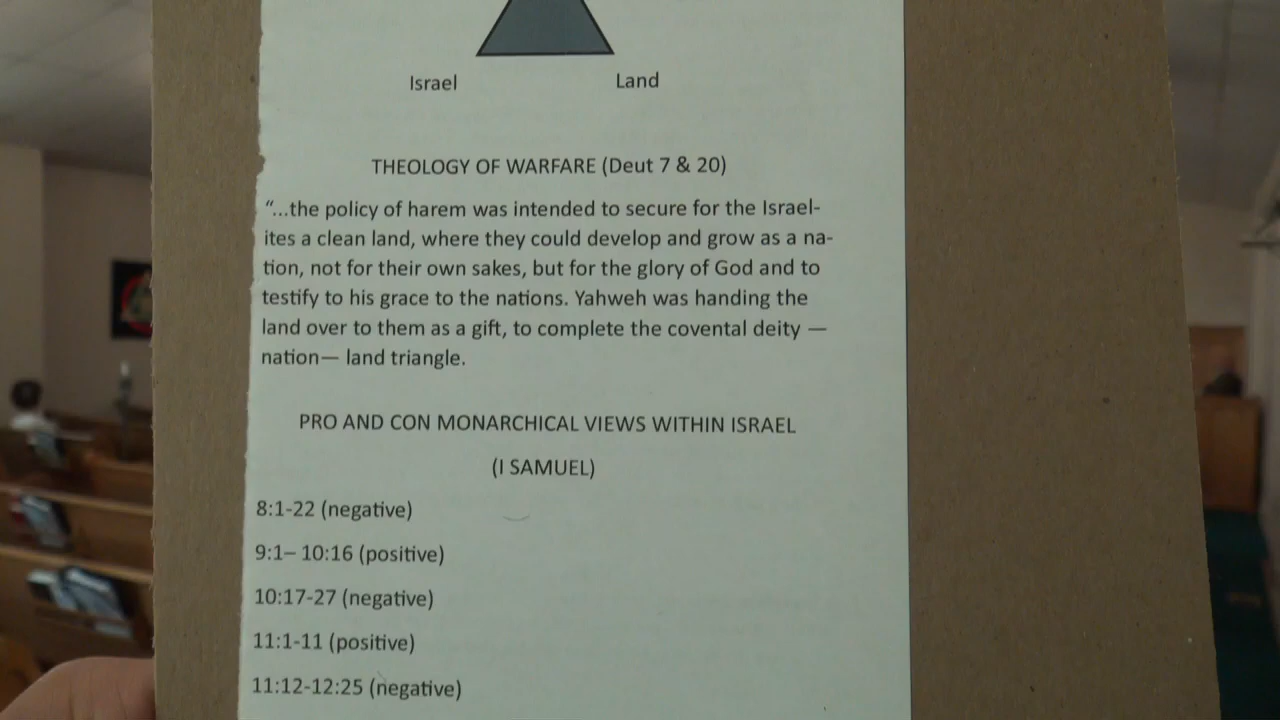 Israel Land
THEOLOGY OF WARFARE (Deut 7 & 20)
“...the policy of harem was intended to secure for the Israel-
ites a clean land, where they could develop and grow as a na-
tion, not for their own sakes, but for the glory of God and to
testify to his grace to the nations. Yahweh was handing the
land over to them as a gift, to complete the covental deity —
nation— land triangle.
PRO AND CON MONARCHICAL VIEWS WITHIN ISRAEL
(I SAMUEL)
8:1-22 (negative)
9:1– 10:16 (positive)
10:17-27 (negative)
11:1-11 (positive)
11:12-12:25 (negative)